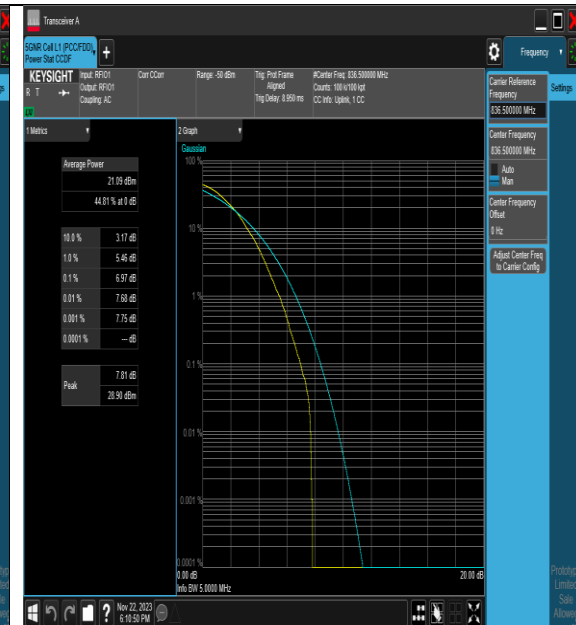 Transceiver A
5GNR Cell L1 (PCC/FDD),
Power Stat CCDF
+
Frequency
KEYSIGHT
R T
Input: RFIO1
Output: RFIO1
Coupling: AC
Corr CCorr
Range: -50 dBm
Trig: Prot Frame
Aligned
Trig Delay: 8.950 ms
#Center Freq: 836.500000 MHz
Counts: 100 k/100 kpt
CC Info: Uplink, 1 CC
Carrier Reference
Frequency
836.500000 MHz
Settings
Center Frequency
836.500000 MHz
Auto
Man
Center Frequency
Offset
0 Hz
Adjust Center Freq
to Carrier Config
1 Metrics
Average Power
21.09 dBm
44.81 % at 0 dB
10.0 % 3.17 dB
1.0 % 5.46 dB
0.1 % 6.97 dB
0.01 % 7.68 dB
0.001 % 7.75 dB
0.0001 % --- dB
Peak
7.81 dB
28.90 dBm
2 Graph
Gaussian
100 %
10 %
1 %
0.1 %
0.01 %
0.001 %
0.0001 %
0.00 dB 20.00 dB
Info BW 5.0000 MHz
Nov 22, 2023
6:10:50 PM
?